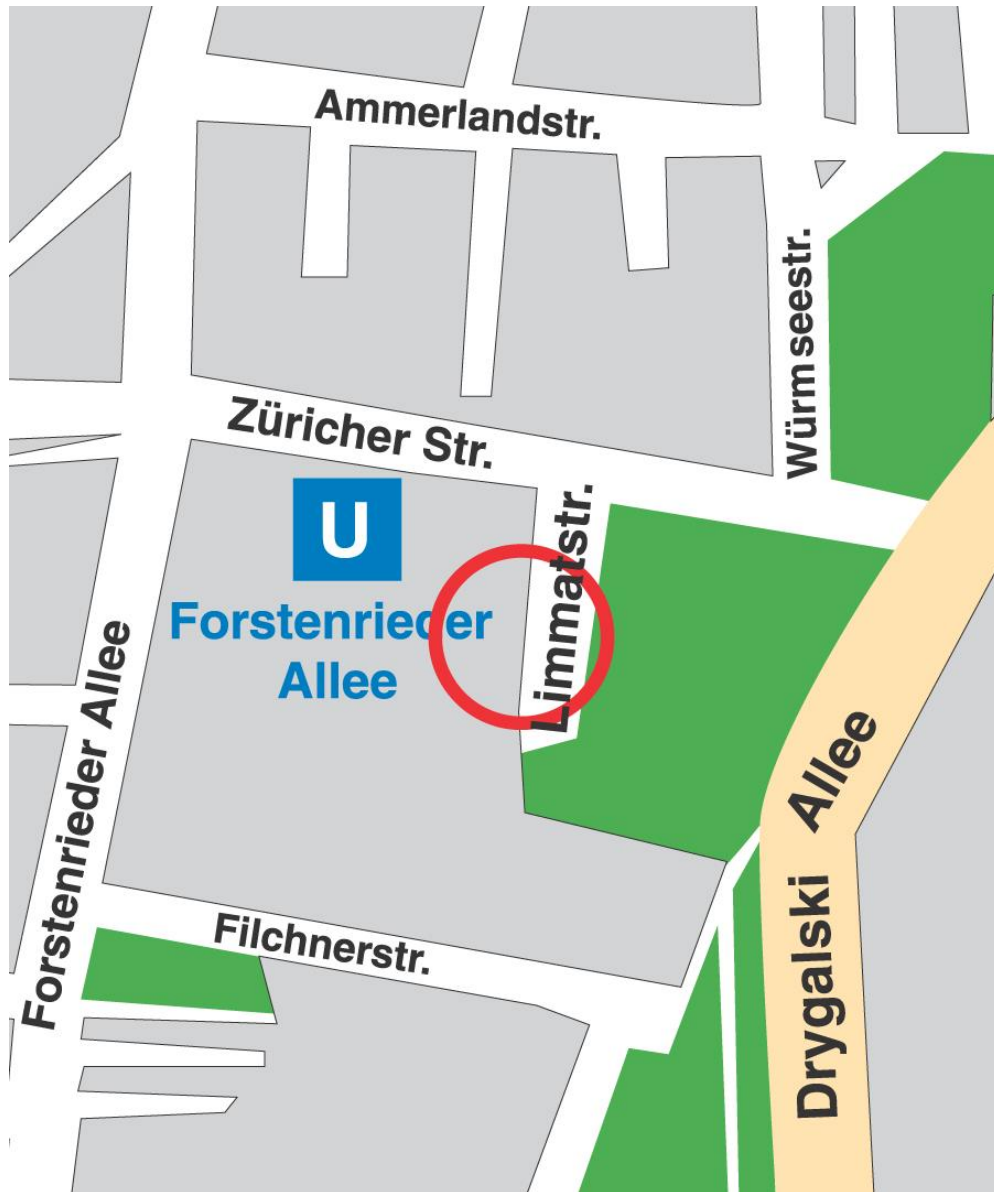 Ammerlandstr.
Würmseestr.
Züricher Str.
Limmatstr.
U
Forstenrieder
Allee
Forstenrieder Allee
Drygalski Allee
Filchnerstr.